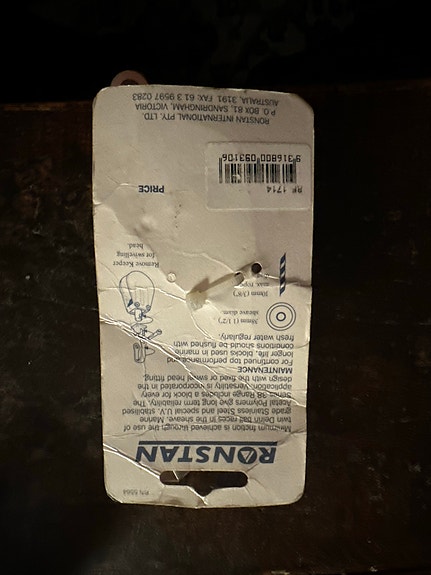 RONSTAN
Minimum friction is achieved through the use of
twin Delrin ball races in the sheave. Marine
grade Stainless Steel and special U.V. stabilised
Acetal Polymers give long term reliability. The
Series 38 Range includes a block for every
application. Versatility is incorporated in the
design with the fixed or swivel head fitting.
MAINTENANCE
For continued top performance and
longer life, blocks used in marine
conditions should be flushed with
fresh water regularly.
38mm (1 1/2")
sheave diam.
10mm (3/8")
max. rope
Remove Keeper
for swivelling
head.
PRICE
RF 1714
9 316800 093106
RONSTAN INTERNATIONAL PTY. LTD.
P.O. BOX 81, SANDRINGHAM, VICTORIA
AUSTRALIA, 3191. FAX: 61 3 9597 0283